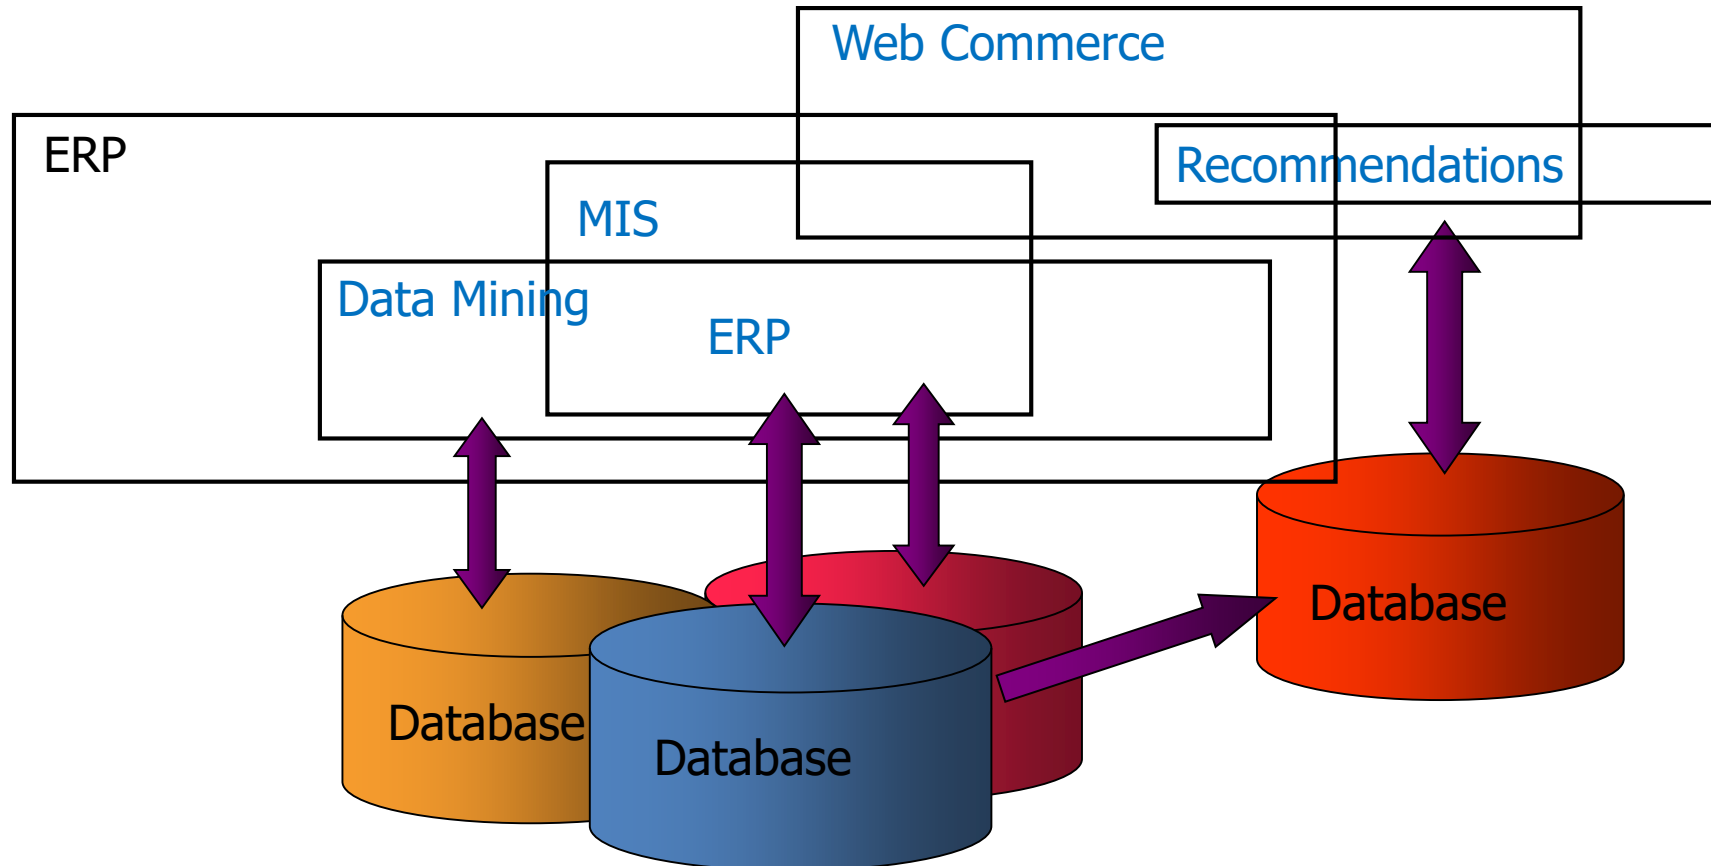 Web Commerce
ERP
Recommendations
MIS
Data Mining
ERP
Database
Database
Database